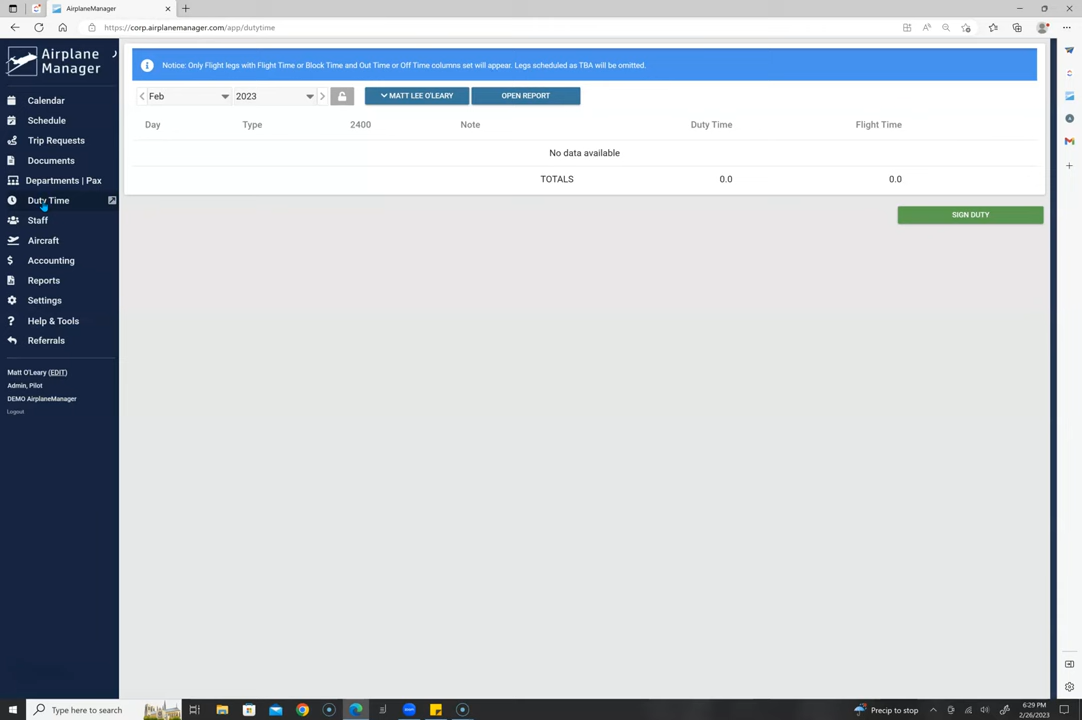 AirplaneManager
https://corp.airplanemanager.com/app/dutytime
Airplane
Manager
Calendar
Schedule
Trip Requests
Documents
Departments | Pax
Duty Time
Staff
Aircraft
Accounting
Reports
Settings
Help & Tools
Referrals
Matt O'Leary (EDIT)
Admin, Pilot
DEMO AirplaneManager
Logout
Notice: Only Flight legs with Flight Time or Block Time and Out Time or Off Time columns set will appear. Legs scheduled as TBA will be omitted.
Feb 2023 MATT LEE O'LEARY OPEN REPORT
Day Type 2400 Note Duty Time Flight Time
No data available
TOTALS 0.0 0.0
SIGN DUTY
Type here to search
Precip to stop
6:29 PM
2/26/2023